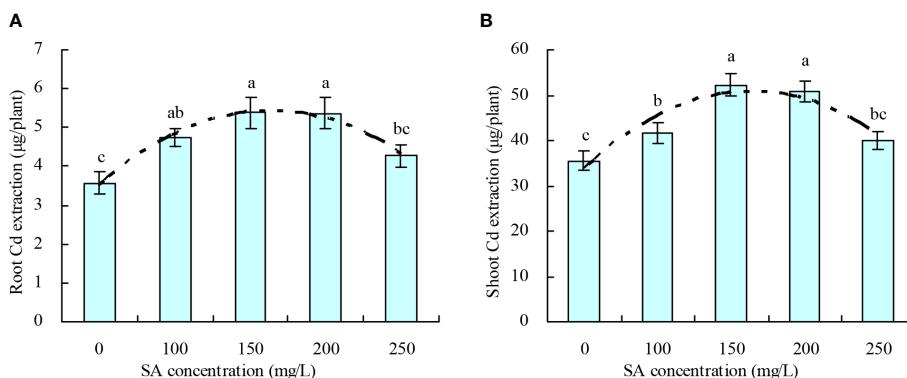 A
Root Cd extraction (μg/plant)
7
6
5
4
3
2
1
0
c
ab
a
a
bc
0 100 150 200 250
SA concentration (mg/L)
B
Shoot Cd extraction (μg/plant)
60
50
40
30
20
10
0
c
b
a
a
bc
0 100 150 200 250
SA concentration (mg/L)